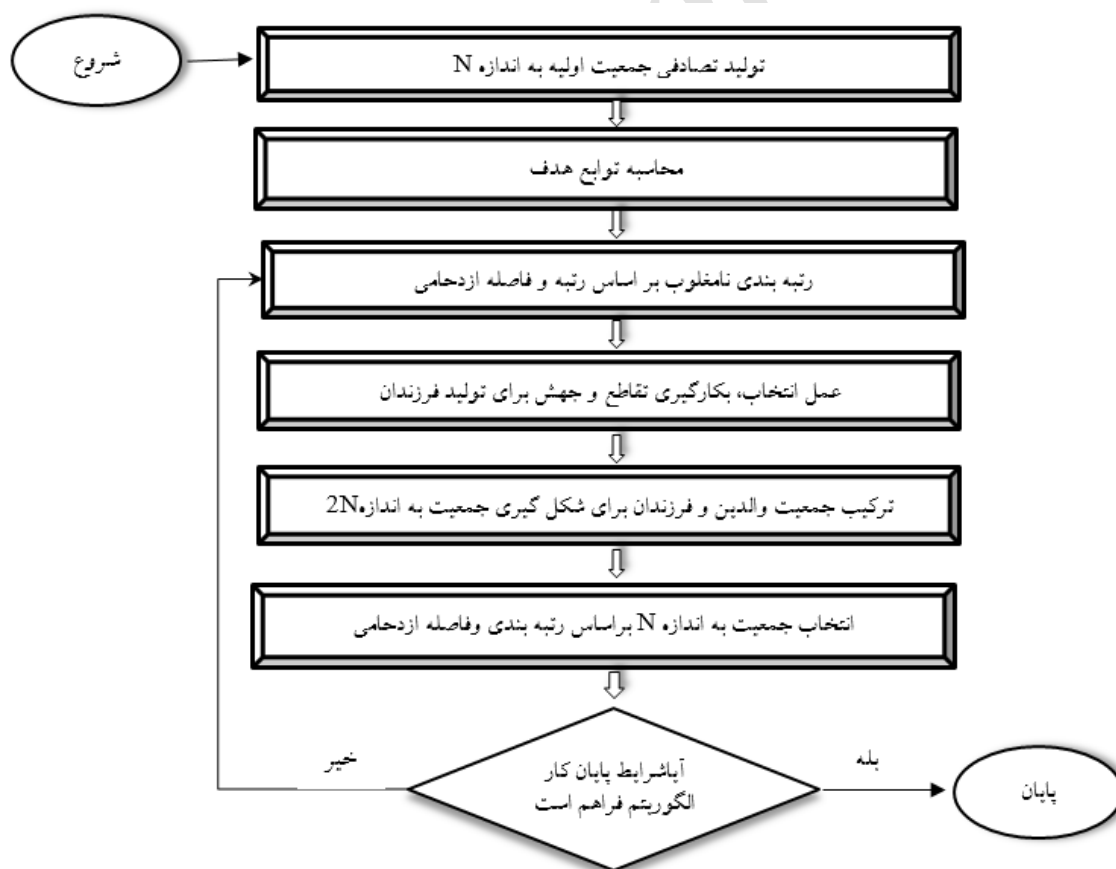 شروع
تولید تصادفی جمعیت اولیه به اندازه N
محاسبه توابع هدف
رتبه بندی نامغلوب بر اساس رتبه و فاصله ازدحامی
عمل انتخاب، بکارگیری تقاطع و جهش برای تولید فرزندان
ترکیب جمعیت والدین و فرزندان برای شکل گیری جمعیت به اندازه2N
انتخاب جمعیت به اندازه N براساس رتبه بندی وفاصله ازدحامی
آیاشرایط پایان کار
الگوریتم فراهم است
خیر
بله
پایان